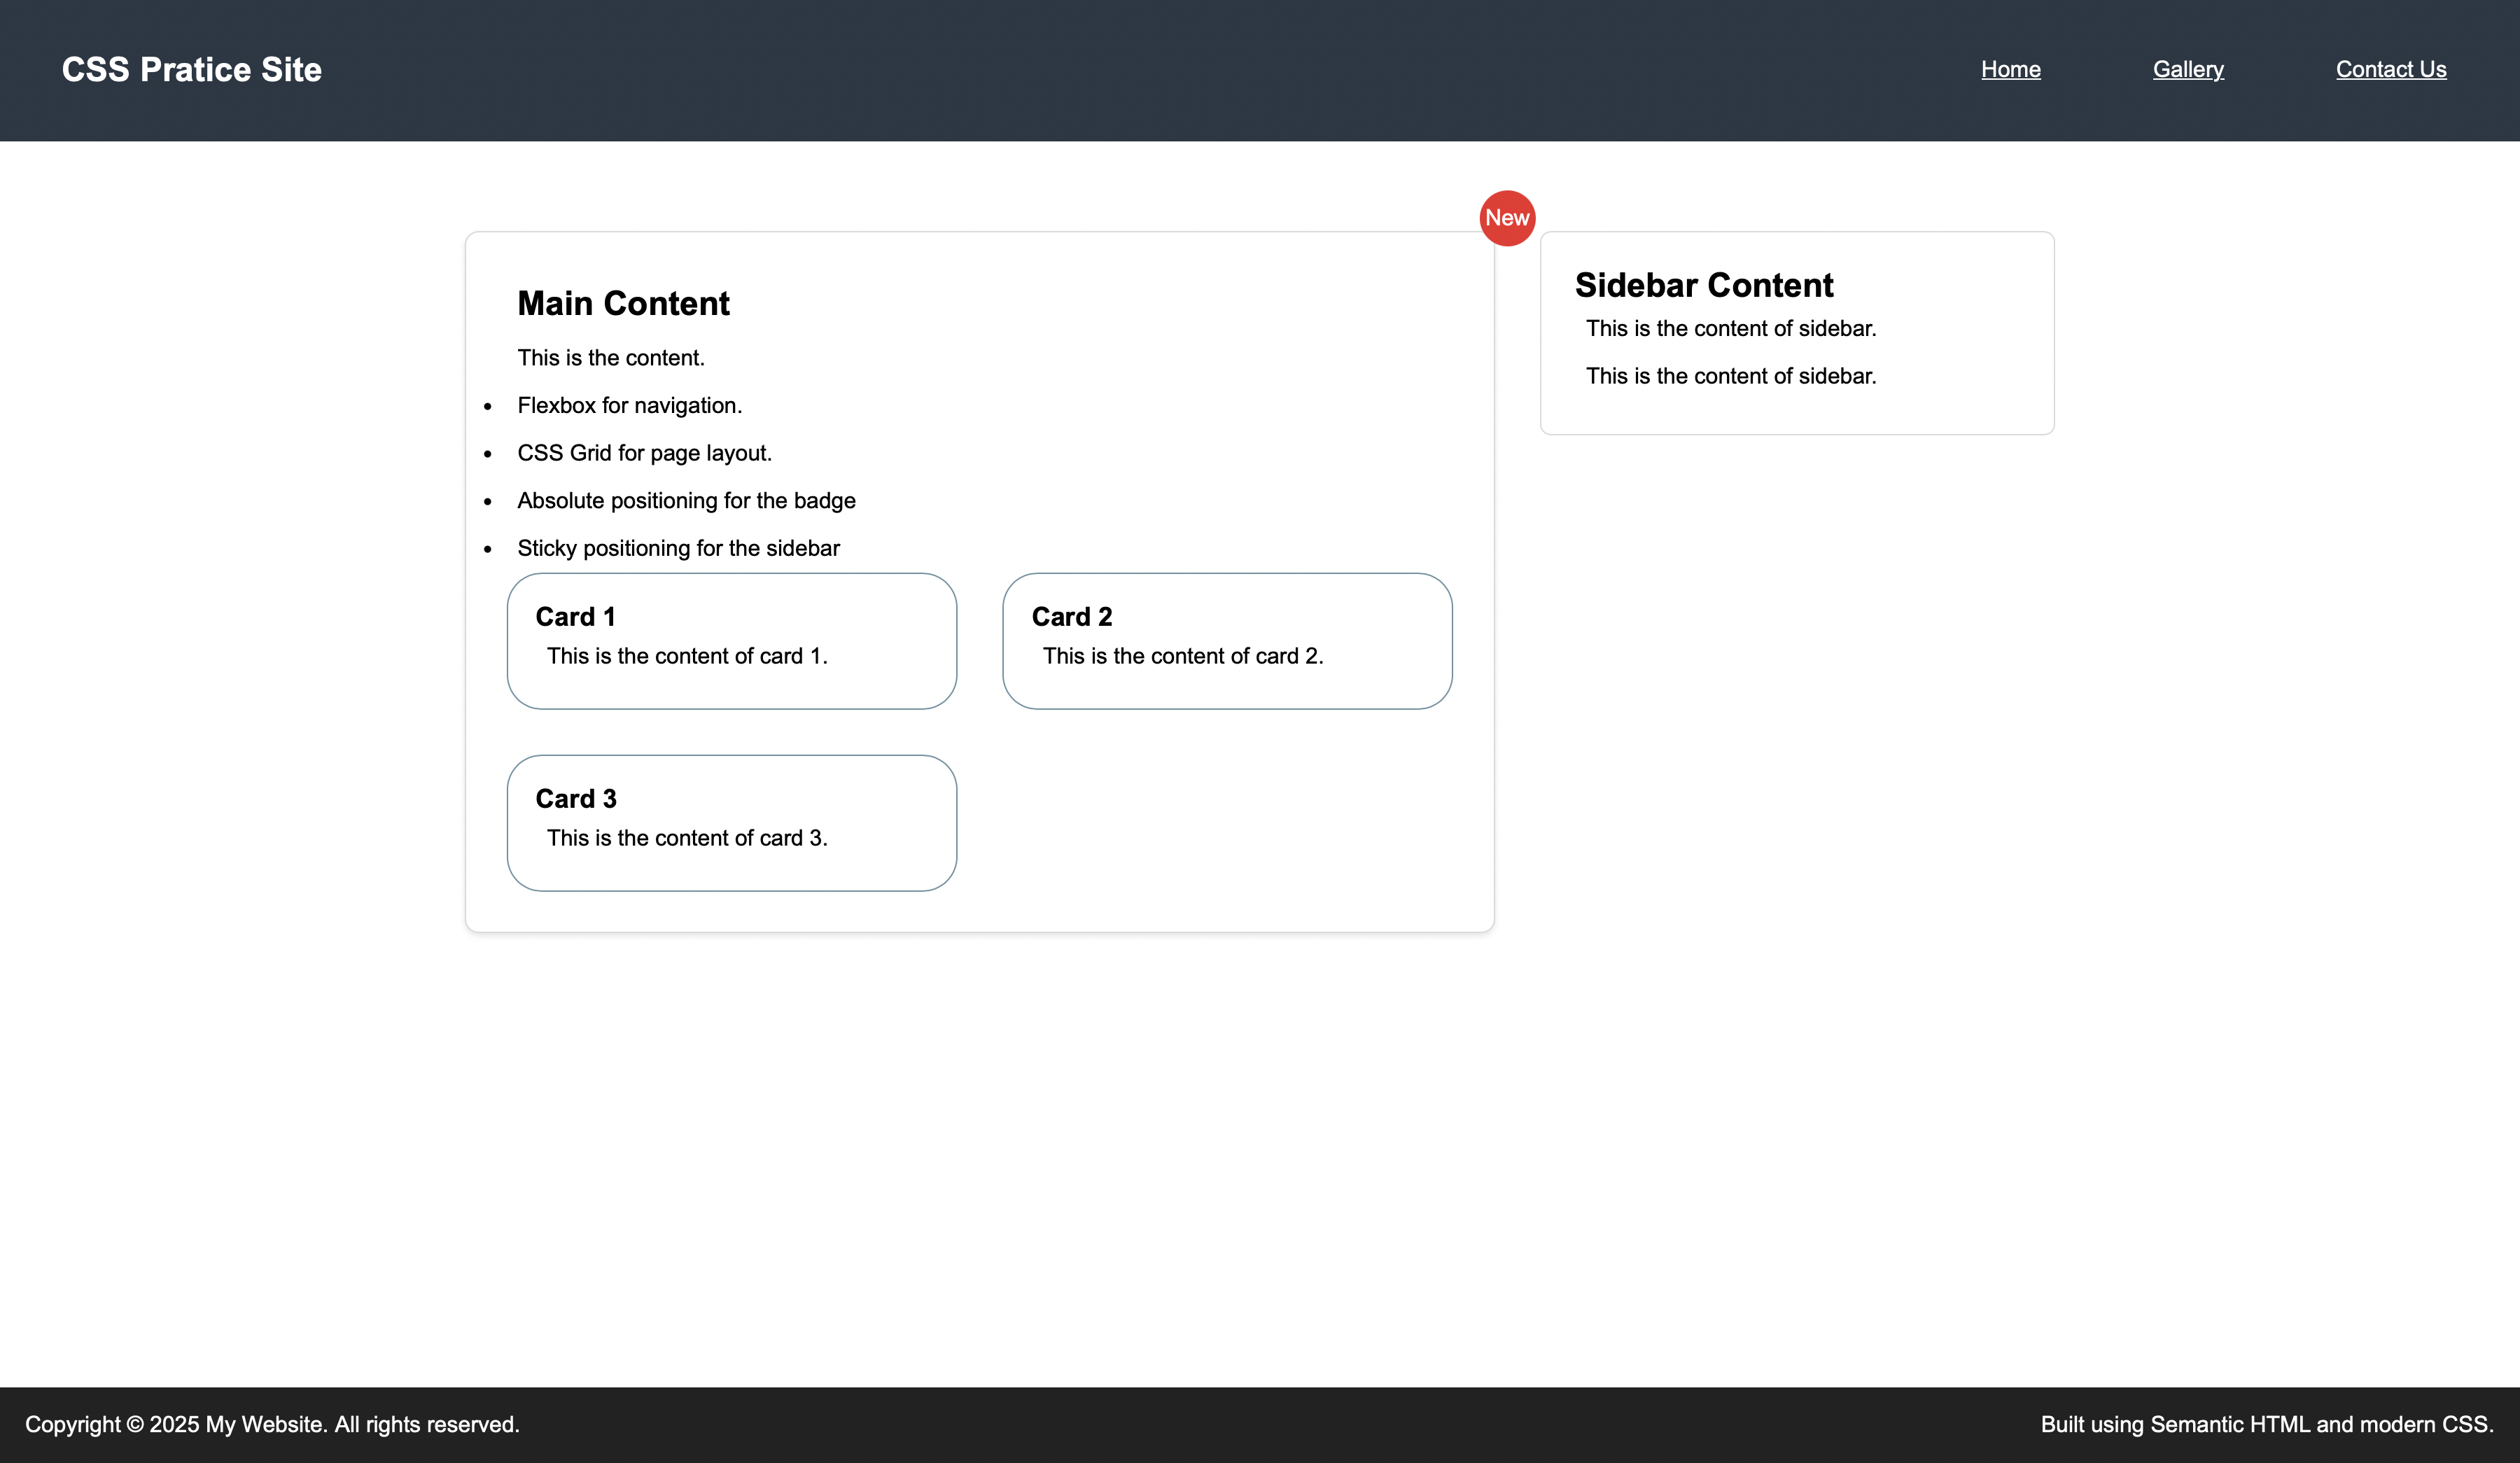 CSS Pratice Site
Home
Gallery
Contact Us
New
Main Content
This is the content.
Flexbox for navigation.
CSS Grid for page layout.
Absolute positioning for the badge
Sticky positioning for the sidebar
Card 1
This is the content of card 1.
Card 2
This is the content of card 2.
Card 3
This is the content of card 3.
Sidebar Content
This is the content of sidebar.
This is the content of sidebar.
Copyright © 2025 My Website. All rights reserved.
Built using Semantic HTML and modern CSS.